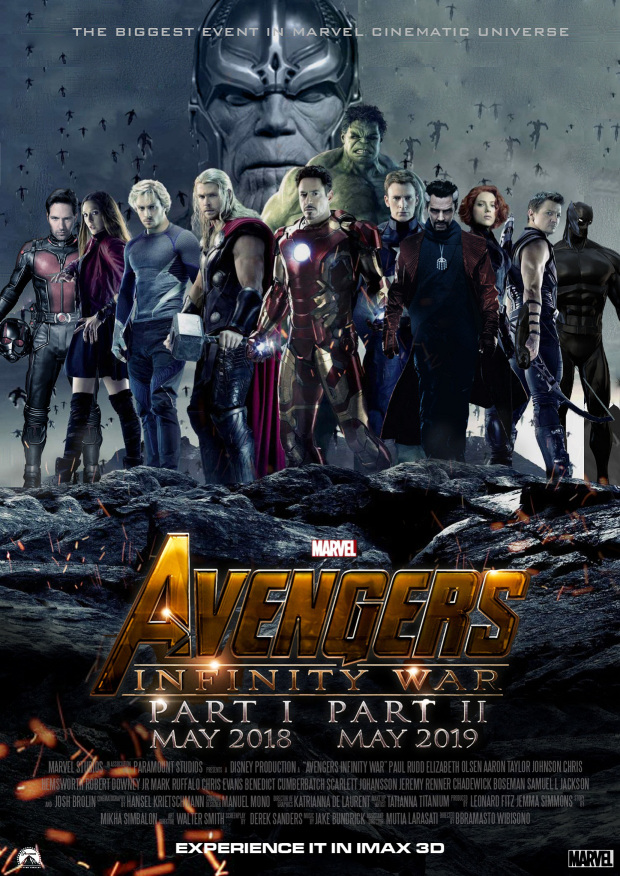 THE BIGGEST EVENT IN MARVEL CINEMATIC UNIVERSE
MARVEL
AVENGERS
INFINITY WAR
PART I PART II
MAY 2018 MAY 2019
MARVEL STUDIOS PARAMOUNT STUDIOS PRESENTS A DISNEY PRODUCTION "AVENGERS INFINITY WAR" PAUL RUDD ELIZABETH OLSEN AARON TAYLOR JOHNSON CHRIS
HEMSWORTH ROBERT DOWNEY JR MARK RUFFALO CHRIS EVANS BENEDICT CUMBERBATCH SCARLETT JOHANSSON JEREMY RENNER CHADEWICK BOSEMAN SAMUEL L JACKSON
AND JOSH BROLIN HANSEL KRIETSCHMANN MANUEL MONO KATRIANNA DE LAURENT TATIANNA TITANIUM LEONARD FITZ JEMMA SIMMONS
MIKHA SIMBALON WALTER SMITH DEREK SANDERS JAKE BUNDRICK MUTIA LARASATI BOBRAMASTO WIBISONO
EXPERIENCE IT IN IMAX 3D
MARVEL